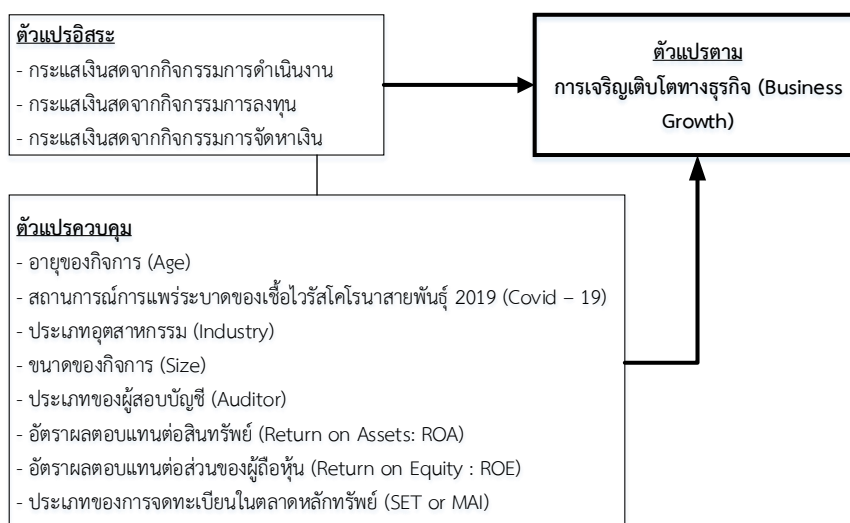 ตัวแปรอิสระ
- กระแสเงินสดจากกิจกรรมการดำเนินงาน
- กระแสเงินสดจากกิจกรรมการลงทุน
- กระแสเงินสดจากกิจกรรมการจัดหาเงิน
ตัวแปรตาม
การเจริญเติบโตทางธุรกิจ (Business
Growth)
ตัวแปรควบคุม
- อายุของกิจการ (Age)
- สถานการณ์การแพร่ระบาดของเชื้อไวรัสโคโรนาสายพันธุ์ 2019 (Covid – 19)
- ประเภทอุตสาหกรรม (Industry)
- ขนาดของกิจการ (Size)
- ประเภทของผู้สอบบัญชี (Auditor)
- อัตราผลตอบแทนต่อสินทรัพย์ (Return on Assets: ROA)
- อัตราผลตอบแทนต่อส่วนของผู้ถือหุ้น (Return on Equity : ROE)
- ประเภทของการจดทะเบียนในตลาดหลักทรัพย์ (SET or MAI)